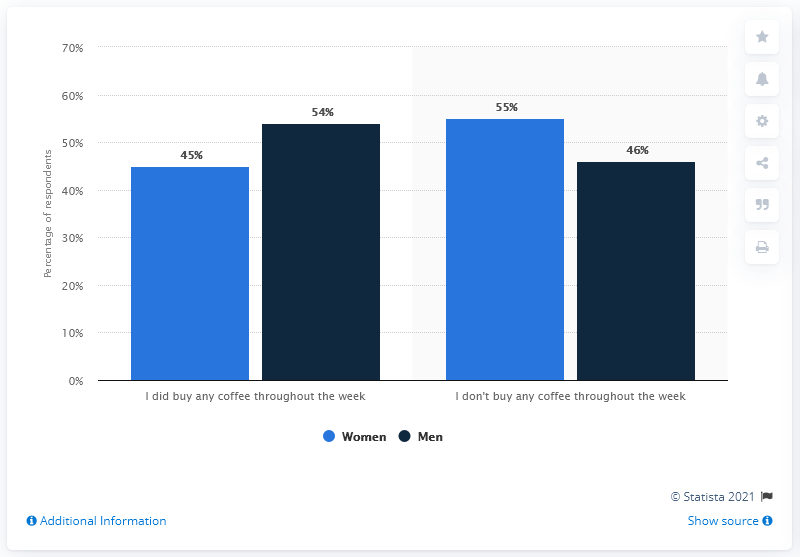 70%
60%
50%
40%
30%
20%
10%
0%
Percentage of respondents
45%
54%
55%
46%
I did buy any coffee throughout the week
I don't buy any coffee throughout the week
Women
Men
© Statista 2021
Additional Information
Show source